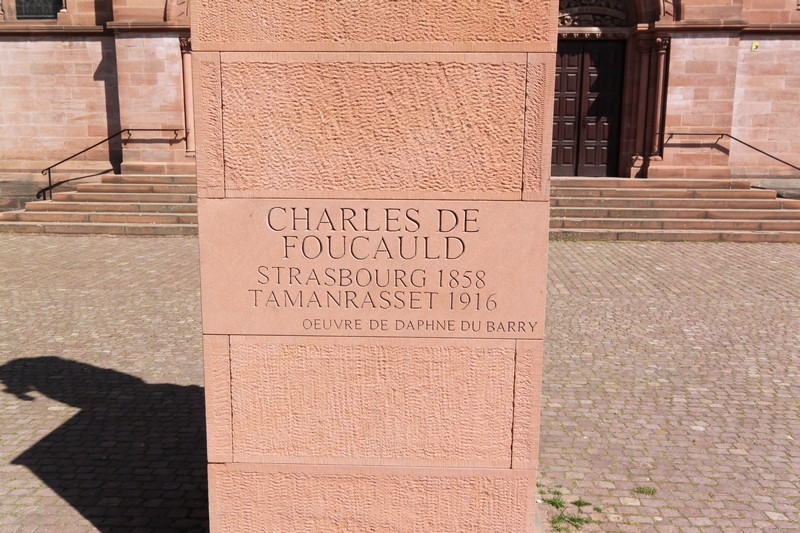 CHARLES DE
FOUCAULD
STRASBOURG 1858
TAMANRASSET 1916
OEUVRE DE DAPHNE DU BARRY